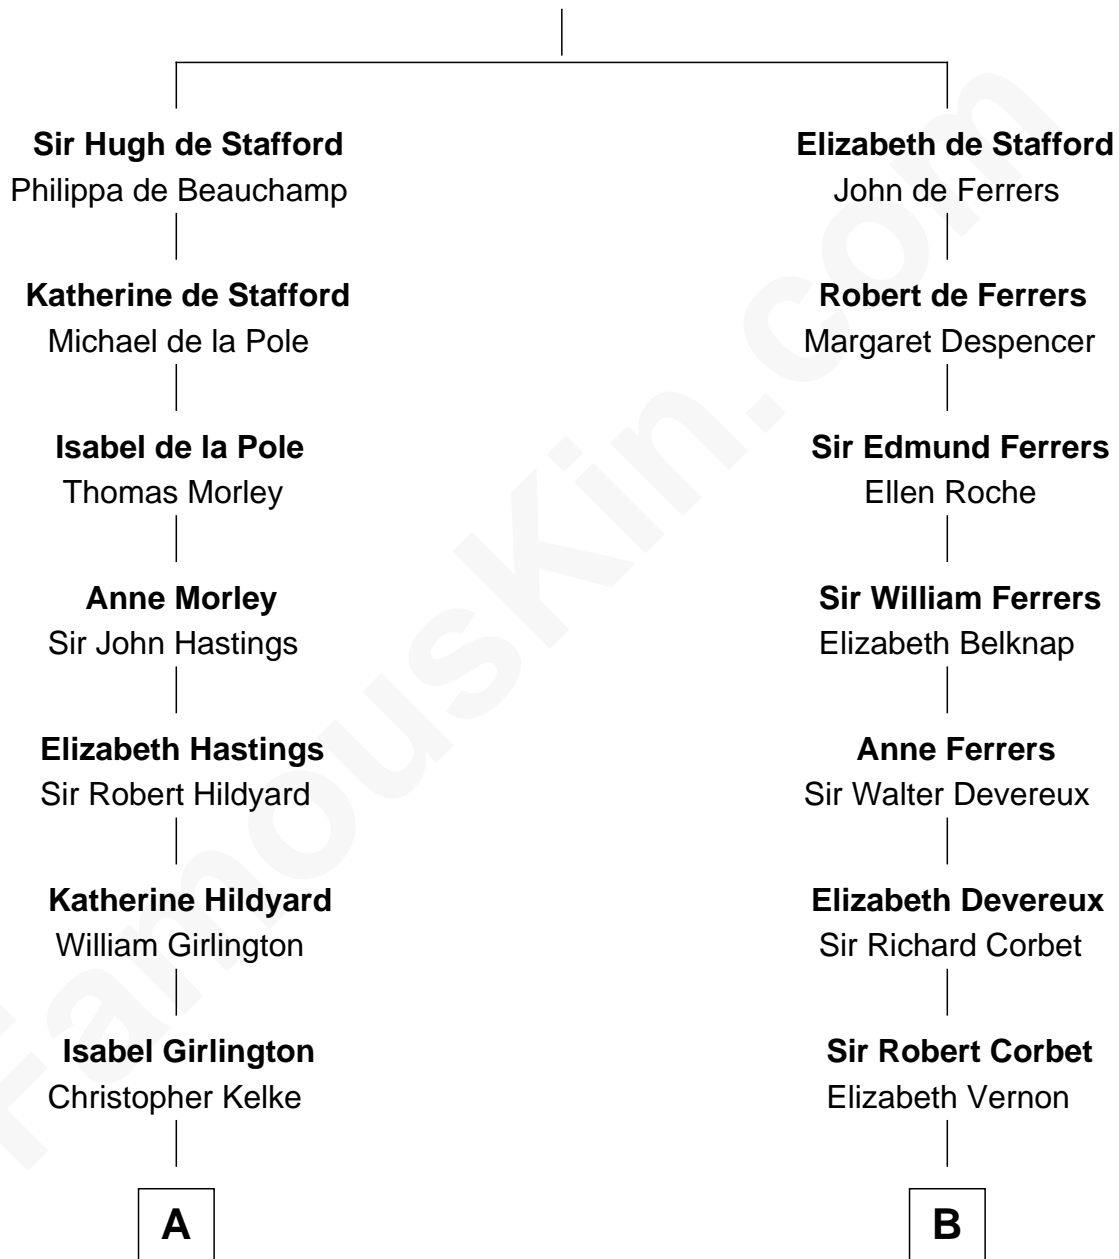 Sir Hugh de Stafford
Philippa de Beauchamp
Katherine de Stafford
Michael de la Pole
Isabel de la Pole
Thomas Morley
Anne Morley
Sir John Hastings
Elizabeth Hastings
Sir Robert Hildyard
Katherine Hildyard
William Girlington
Isabel Girlington
Christopher Kelke
A
Elizabeth de Stafford
John de Ferrers
Robert de Ferrers
Margaret Despencer
Sir Edmund Ferrers
Ellen Roche
Sir William Ferrers
Elizabeth Belknap
Anne Ferrers
Sir Walter Devereux
Elizabeth Devereux
Sir Richard Corbet
Sir Robert Corbet
Elizabeth Vernon
B
FamousKin.com